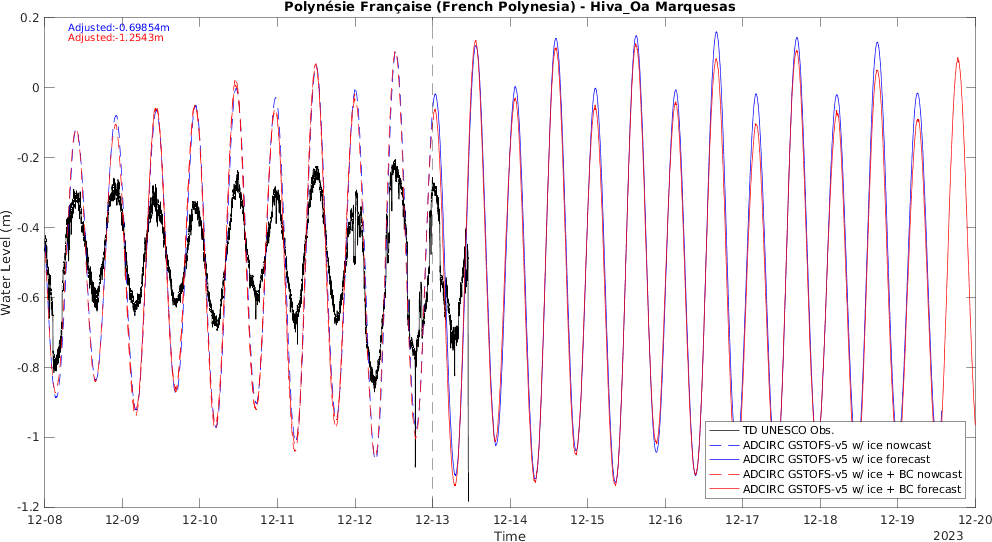 Polynésie Française (French Polynesia) - Hiva_Oa Marquesas
Adjusted:-0.69854m
Adjusted:-1.2543m
0.2
0
-0.2
-0.4
-0.6
-0.8
-1
-1.2
Water Level (m)
TD UNESCO Obs.
ADCIRC GSTOFS-v5 w/ ice nowcast
ADCIRC GSTOFS-v5 w/ ice forecast
ADCIRC GSTOFS-v5 w/ ice + BC nowcast
ADCIRC GSTOFS-v5 w/ ice + BC forecast
12-08 12-09 12-10 12-11 12-12 12-13 12-14 12-15 12-16 12-17 12-18 12-19 12-20
Time
2023